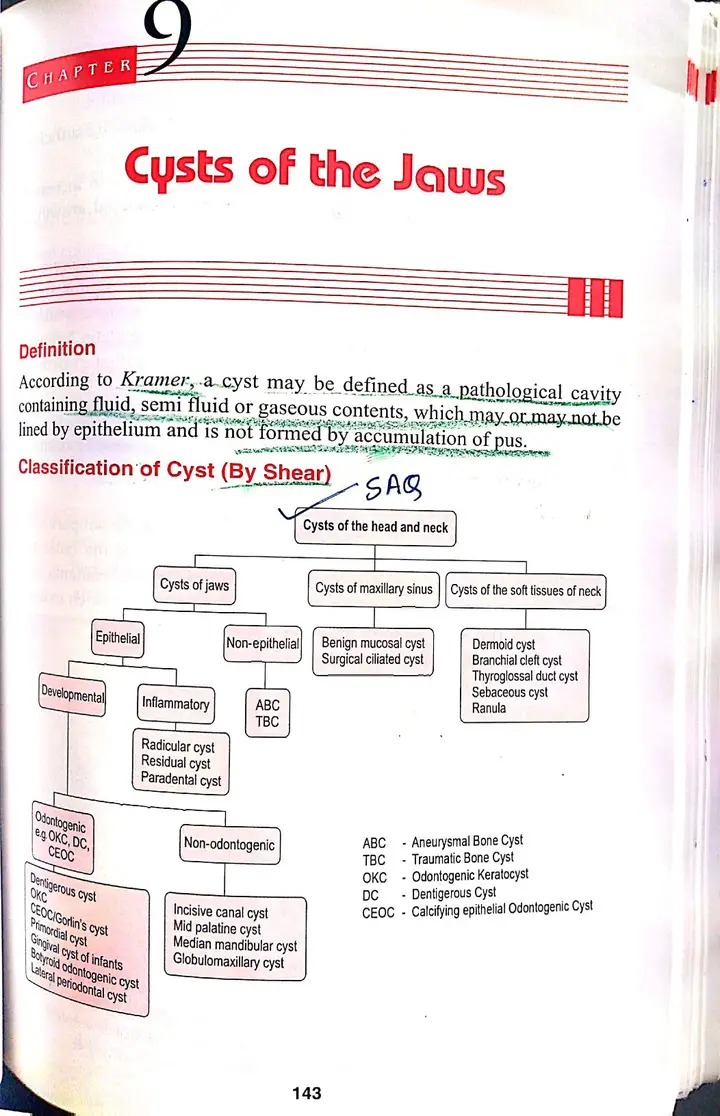 CHAPTER 9
Cysts of the Jaws
Definition
According to Kramer, a cyst may be defined as a pathological cavity
containing fluid, semi fluid or gaseous contents, which may or may not be
lined by epithelium and is not formed by accumulation of pus.
Classification of Cyst (By Shear)
SAQ
Cysts of the head and neck
Cysts of jaws
Cysts of maxillary sinus
Cysts of the soft tissues of neck
Epithelial
Non-epithelial
Benign mucosal cyst
Surgical ciliated cyst
Dermoid cyst
Branchial cleft cyst
Thyroglossal duct cyst
Sebaceous cyst
Ranula
Developmental
Inflammatory
ABC
TBC
Radicular cyst
Residual cyst
Paradental cyst
Odontogenic
e.g OKC, DC,
CEOC
Non-odontogenic
ABC - Aneurysmal Bone Cyst
TBC - Traumatic Bone Cyst
OKC - Odontogenic Keratocyst
DC - Dentigerous Cyst
CEOC - Calcifying epithelial Odontogenic Cyst
Dentigerous cyst
OKC
CEOC/Gorlin's cyst
Primordial cyst
Gingival cyst of infants
Botyroid odontogenic cyst
Lateral periodontal cyst
Incisive canal cyst
Mid palatine cyst
Median mandibular cyst
Globulomaxillary cyst
143